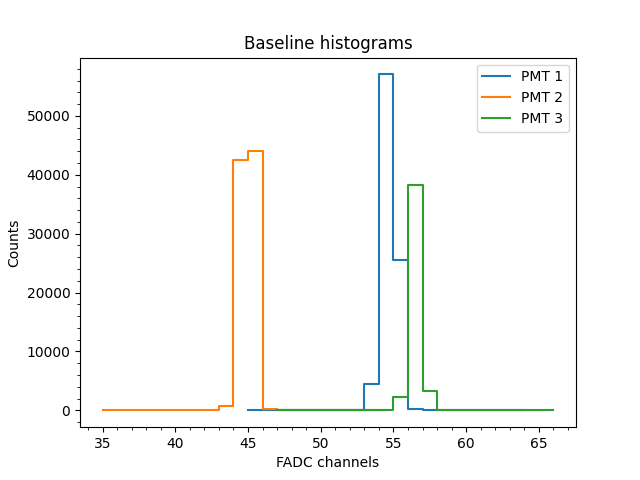 Baseline histograms
PMT 1
PMT 2
PMT 3
50000
40000
30000
20000
10000
0
Counts
35 40 45 50 55 60 65
FADC channels